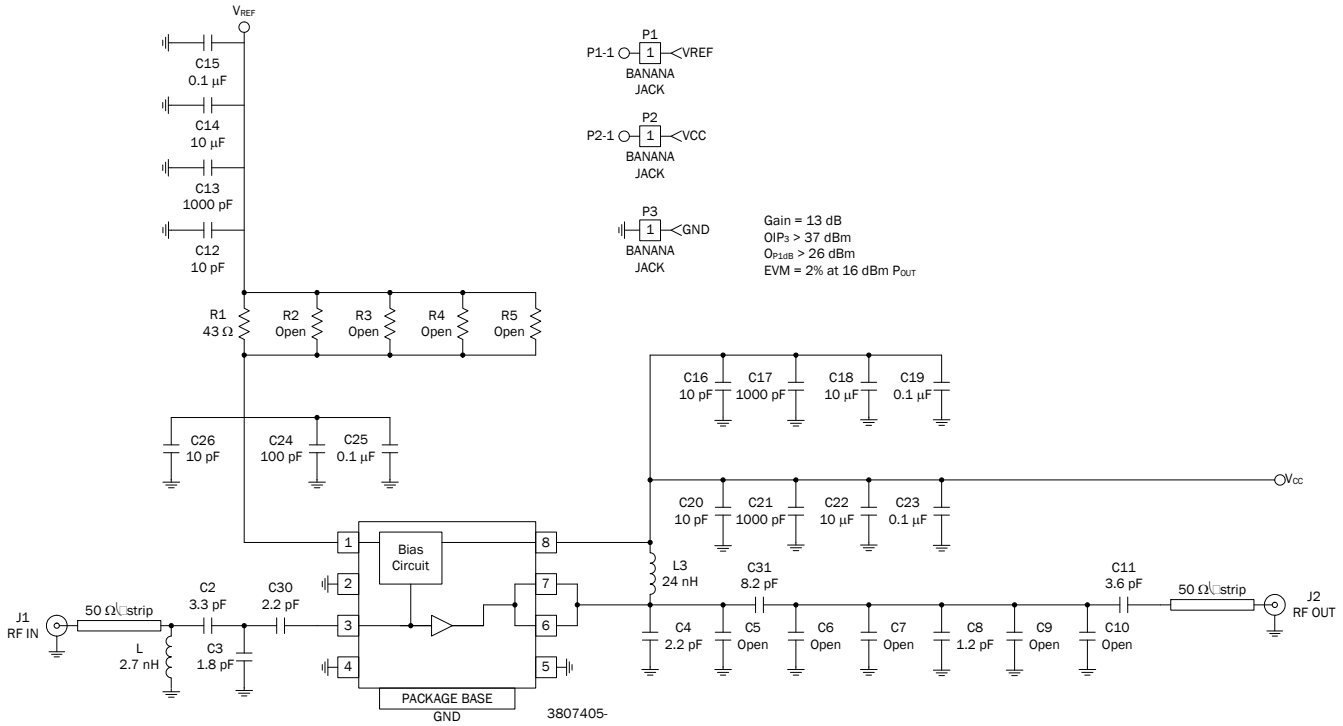 VREF
C15
0.1 µF
C14
10 µF
C13
1000 pF
C12
10 pF
P1
P1-1 1 VREF
BANANA
JACK
P2
P2-1 1 VCC
BANANA
JACK
P3
1 GND
BANANA
JACK
Gain = 13 dB
OIP3 > 37 dBm
OP1dB > 26 dBm
EVM = 2% at 16 dBm POUT
R1
43 Ω
R2
Open
R3
Open
R4
Open
R5
Open
C26
10 pF
C24
100 pF
C25
0.1 µF
C16
10 pF
C17
1000 pF
C18
10 µF
C19
0.1 µF
VCC
C20
10 pF
C21
1000 pF
C22
10 µF
C23
0.1 µF
1
2
3
4
Bias
Circuit
8
7
6
5
PACKAGE BASE
GND
3807405-
J1
RF IN
50 Ω\□strip
L
2.7 nH
C2
3.3 pF
C3
1.8 pF
C30
2.2 pF
L3
24 nH
C31
8.2 pF
C4
2.2 pF
C5
Open
C6
Open
C7
Open
C8
1.2 pF
C9
Open
C10
Open
C11
3.6 pF
50 Ω\□strip
J2
RF OUT